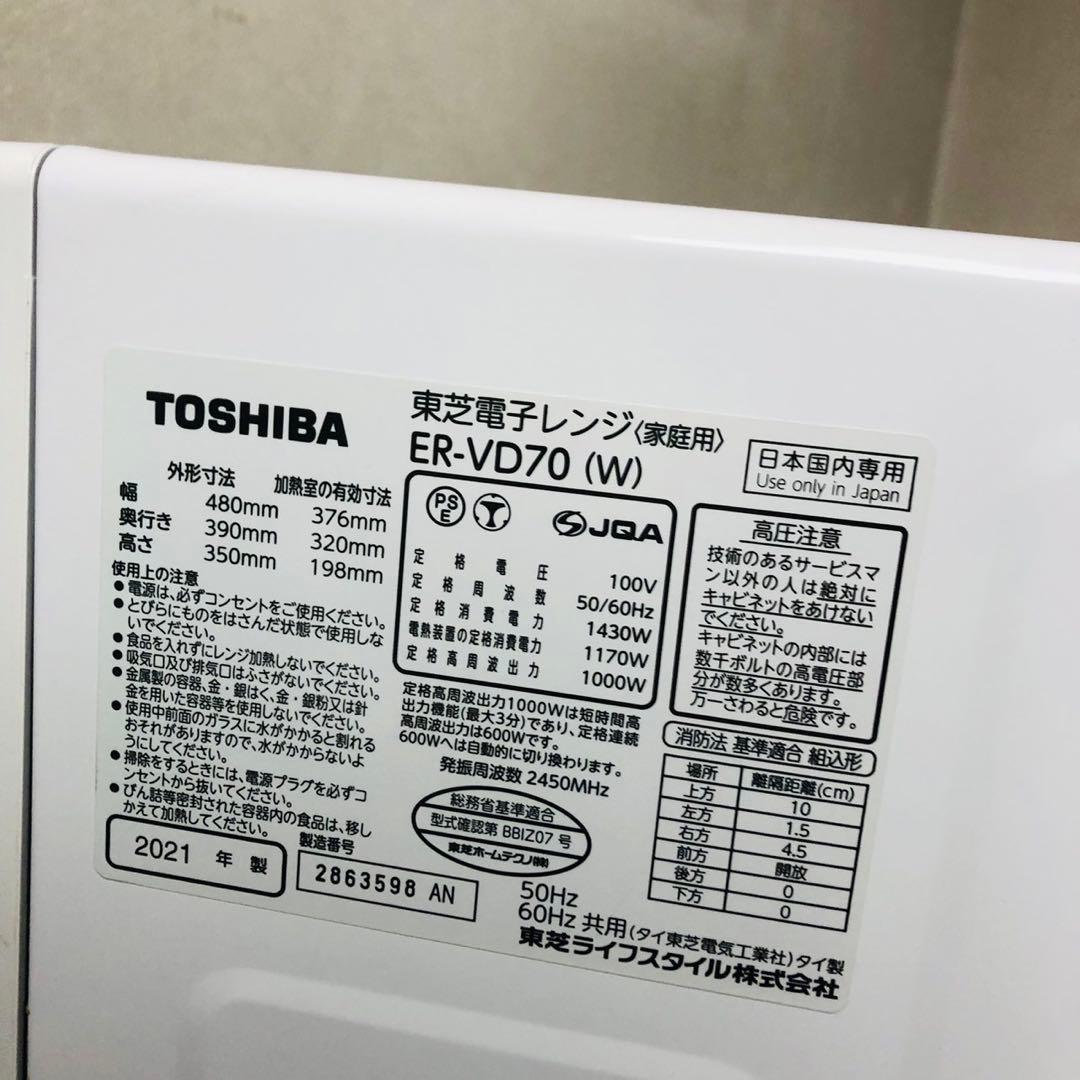 TOSHIBA
東芝電子レンジ〈家庭用〉
ER-VD70 (W)
日本国内専用
Use only in Japan
外形寸法 加熱室の有効寸法
幅 480mm 376mm
奥行き 390mm 320mm
高さ 350mm 198mm
使用上の注意
●電源は、必ずコンセントをご使用ください。
●とびらにものをはさんだ状態で使用しな
いでください。
●食品を入れずにレンジ加熱しないでください。
●吸気口及び排気口はふさがないでください。
●金属製の容器、金・銀はく、金・銀粉又は針
金を用いた容器等を使用しないでください。
●使用中前面のガラスに水がかかると割れる
おそれがありますので、水がかからないよ
うにしてください。
●掃除をするときには、電源プラグを必ずコ
ンセントから抜いてください。
●びん詰等密封された容器内の食品は、移し
かえて加熱してください。
2021 年 製
製造番号
2863598 AN
PS
E
JQA
定格電圧 100V
定格周波数 50/60Hz
定格消費電力 1430W
電熱装置の定格消費電力 1170W
定格高周波出力 1000W
定格高周波出力1000Wは短時間高
出力機能(最大3分)であり、定格連続
高周波出力は600Wです。
600Wへは自動的に切り換わります。
発振周波数 2450MHz
総務省基準適合
型式確認第 BBIZ07 号
東芝ホームテクノ(株)
高圧注意
技術のあるサービスマ
ン以外の人は絶対に
キャビネットをあけない
でください。
キャビネットの内部には
数千ボルトの高電圧部
分が数多くあります。
万一さわると危険です。
消防法 基準適合 組込形
場所 離隔距離(cm)
上方 10
左方 1.5
右方 4.5
前方 開放
後方 0
下方 0
50Hz
60Hz 共用 (タイ東芝電気工業社)タイ製
東芝ライフスタイル株式会社